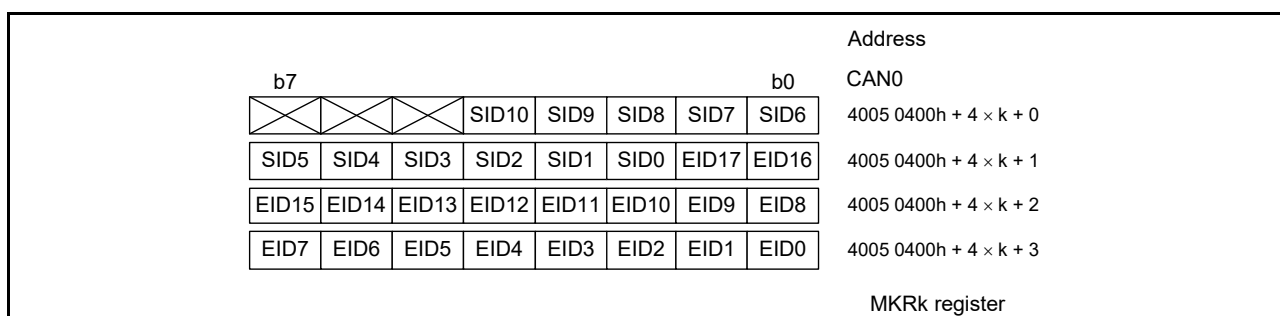 Address
b7 b0 CAN0
SID10 SID9 SID8 SID7 SID6 4005 0400h + 4 × k + 0
SID5 SID4 SID3 SID2 SID1 SID0 EID17 EID16 4005 0400h + 4 × k + 1
EID15 EID14 EID13 EID12 EID11 EID10 EID9 EID8 4005 0400h + 4 × k + 2
EID7 EID6 EID5 EID4 EID3 EID2 EID1 EID0 4005 0400h + 4 × k + 3
MKRk register